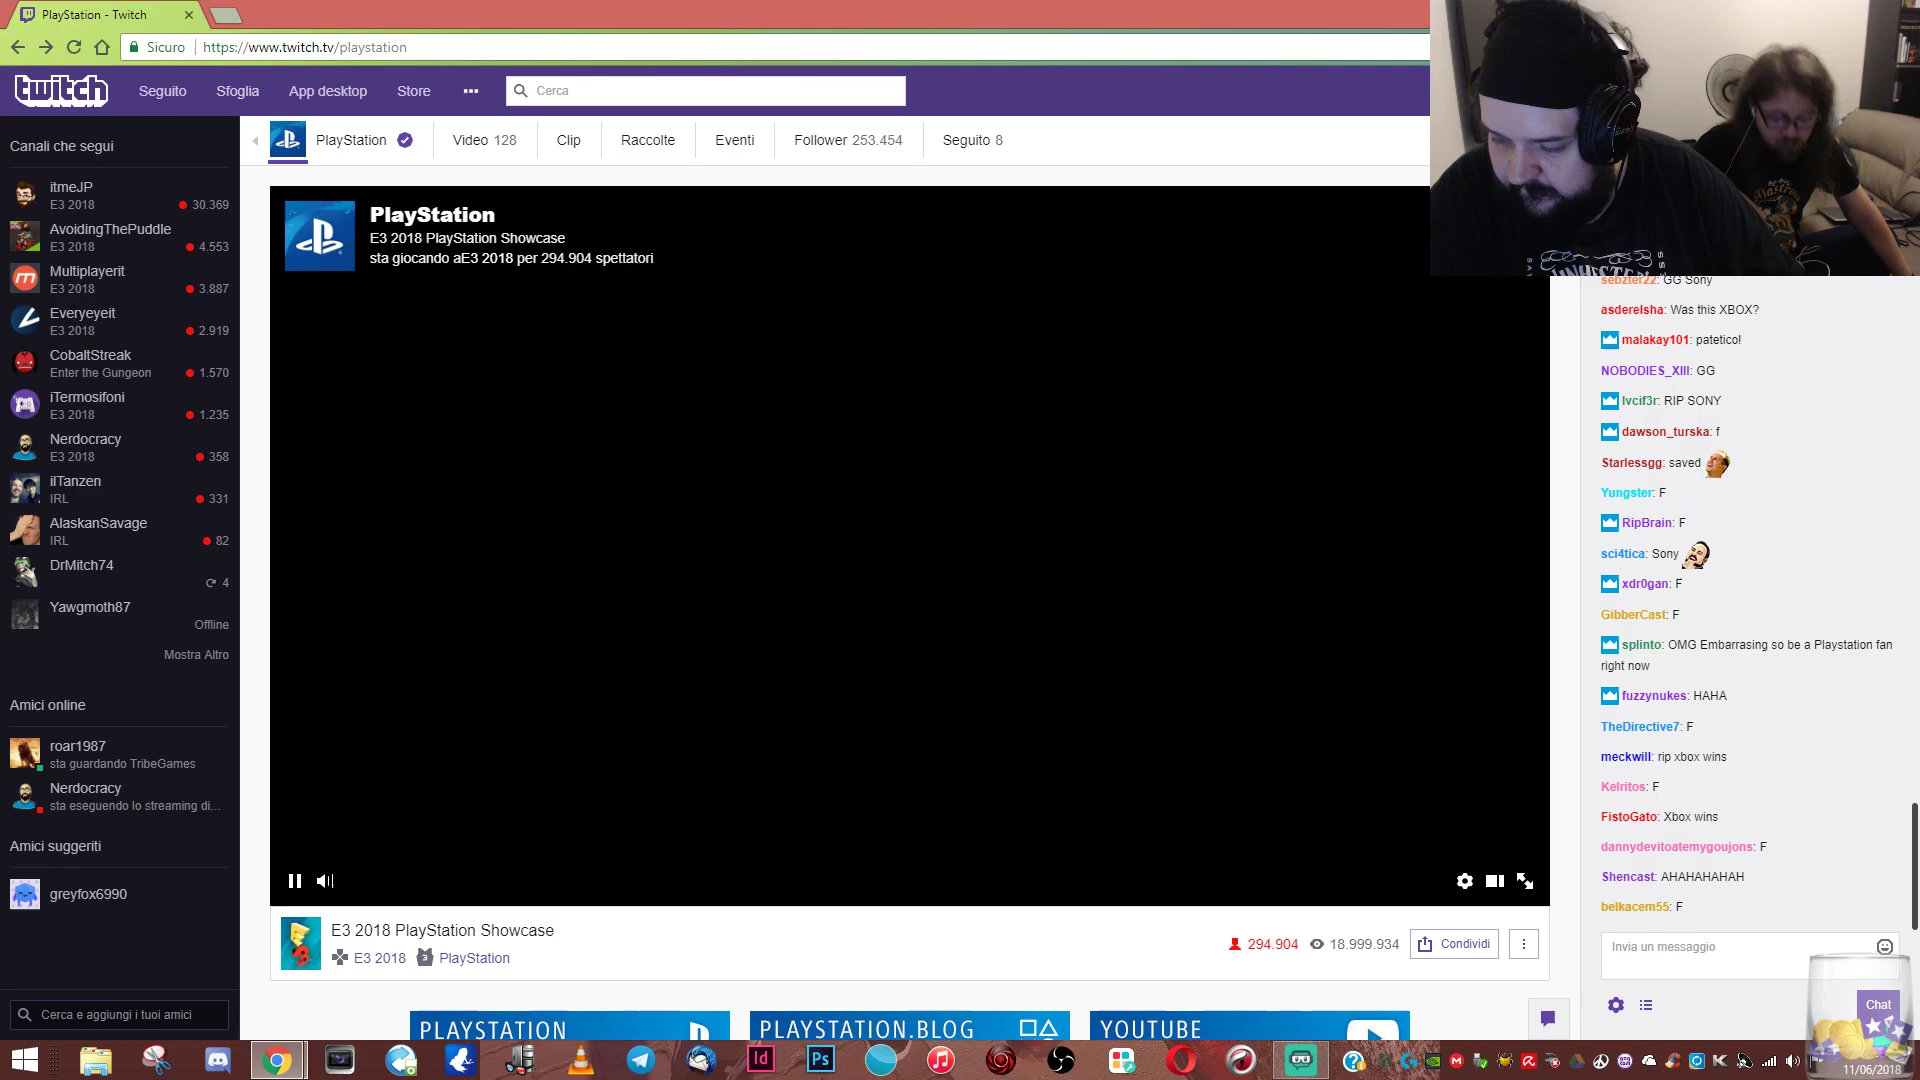 PlayStation - Twitch
Sicuro https://www.twitch.tv/playstation
twitch Seguito Sfoglia App desktop Store Cerca
Canali che segui
itmeJP
E3 2018 30.369
AvoidingThePuddle
E3 2018 4.553
Multiplayerit
E3 2018 3.887
Everyeyeit
E3 2018 2.919
CobaltStreak
Enter the Gungeon 1.570
iTermosifoni
E3 2018 1.235
Nerdocracy
E3 2018 358
ilTanzen
IRL 331
AlaskanSavage
IRL 82
DrMitch74
4
Yawgmoth87
Offline
Mostra Altro
Amici online
roar1987
sta guardando TribeGames
Nerdocracy
sta eseguendo lo streaming di...
Amici suggeriti
greyfox6990
Cerca e aggiungi i tuoi amici
PlayStation Video 128 Clip Raccolte Eventi Follower 253.454 Seguito 8
PlayStation
E3 2018 PlayStation Showcase
sta giocando aE3 2018 per 294.904 spettatori
E3 2018 PlayStation Showcase
E3 2018 PlayStation
294.904 18.999.934 Condividi
PLAYSTATION
PLAYSTATION.BLOG
YOUTUBE
sebzter22: GG Sony
asderelsha: Was this XBOX?
malakay101: patetico!
NOBODIES_XIII: GG
lvcif3r: RIP SONY
dawson_turska: f
Starlessgg: saved
Yungster: F
RipBrain: F
sci4tica: Sony
xdr0gan: F
GibberCast: F
splinto: OMG Embarrasing so be a Playstation fan
right now
fuzzynukes: HAHA
TheDirective7: F
meckwill: rip xbox wins
Kelritos: F
FistoGato: Xbox wins
dannydevitoatemygoujons: F
Shencast: AHAHAHAHAH
belkacem55: F
Invia un messaggio
Chat
Id
Ps
11/06/2018